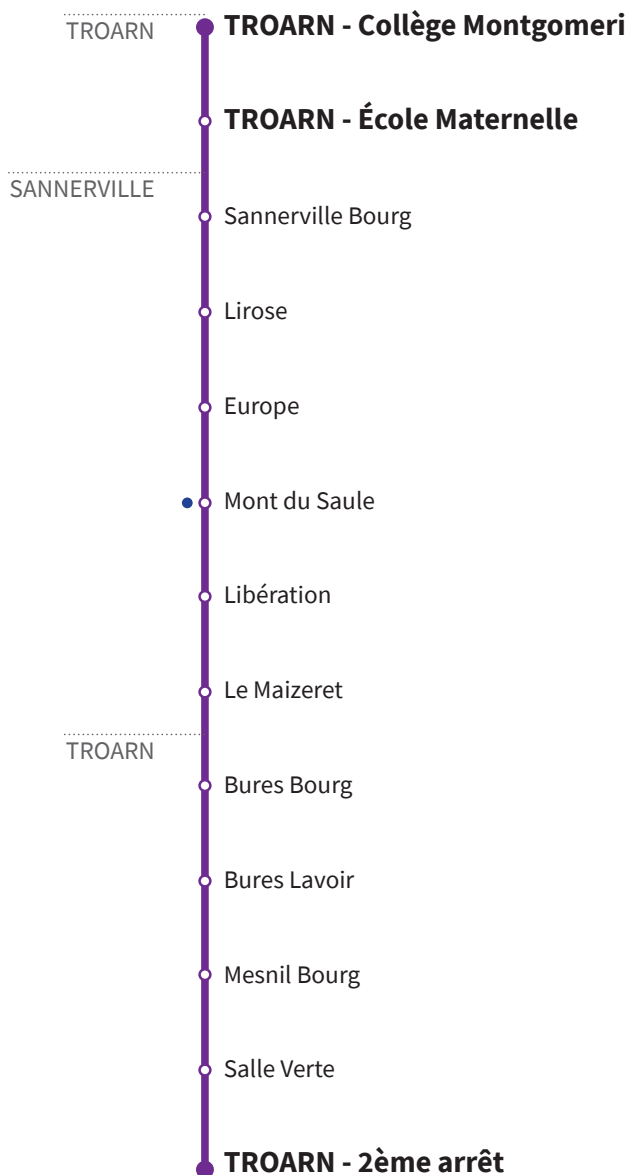 TROARN
TROARN - Collège Montgomeri
TROARN - École Maternelle
SANNERVILLE
Sannerville Bourg
Lirose
Europe
Mont du Saule
Libération
Le Maizeret
TROARN
Bures Bourg
Bures Lavoir
Mesnil Bourg
Salle Verte
TROARN - 2ème arrêt